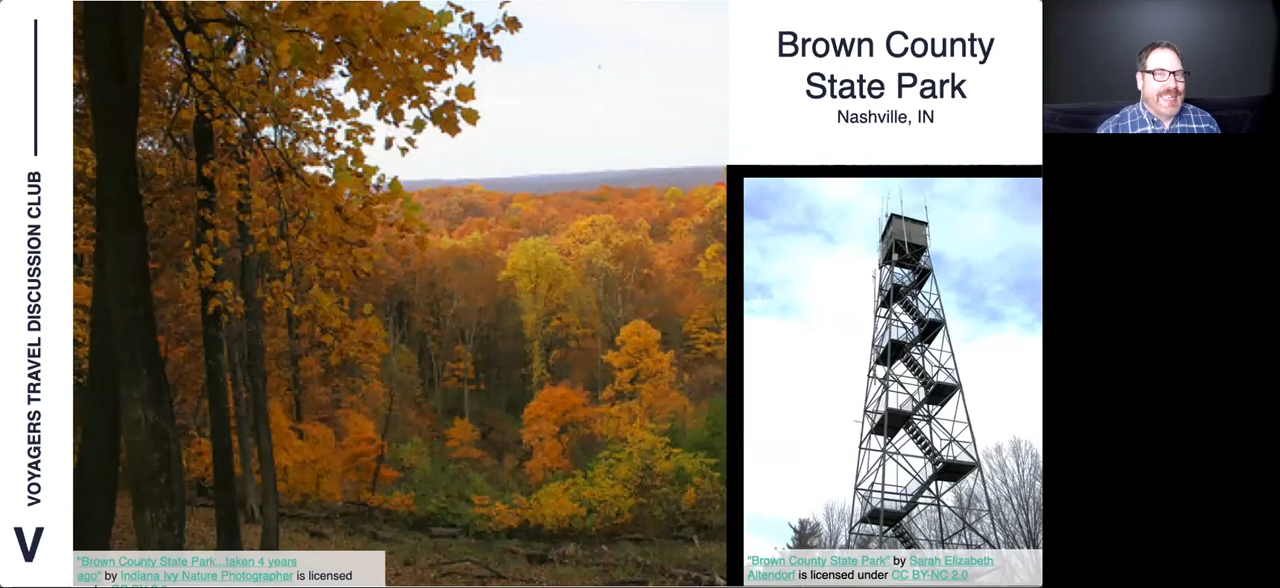 VOYAGERS TRAVEL DISCUSSION CLUB
V
Brown County
State Park
Nashville, IN
"Brown County State Park...taken 4 years
ago" by Indiana Ivy Nature Photographer is licensed
"Brown County State Park" by Sarah Elizabeth
Altendorf is licensed under CC BY-NC 2.0